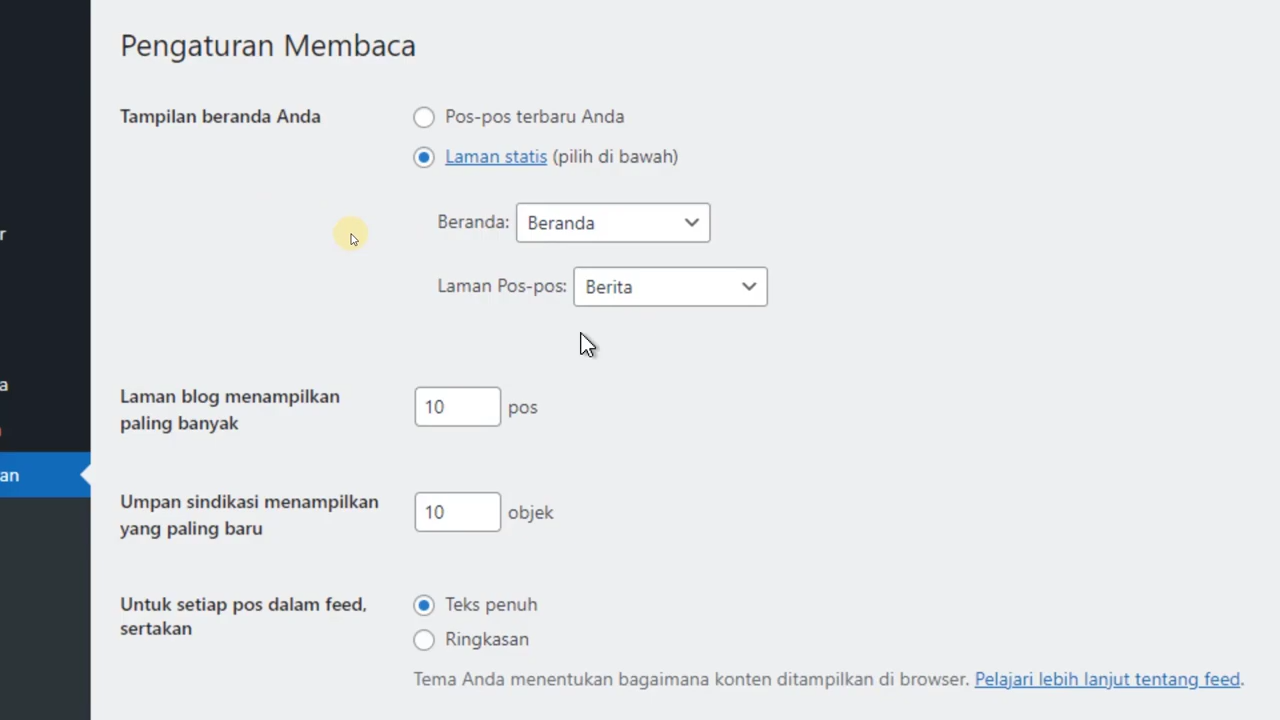 Pengaturan Membaca
Tampilan beranda Anda
Pos-pos terbaru Anda
Laman statis (pilih di bawah)
Beranda: Beranda
Laman Pos-pos: Berita
Laman blog menampilkan
paling banyak
10 pos
Umpan sindikasi menampilkan
yang paling baru
10 objek
Untuk setiap pos dalam feed,
sertakan
Teks penuh
Ringkasan
Tema Anda menentukan bagaimana konten ditampilkan di browser. Pelajari lebih lanjut tentang feed.